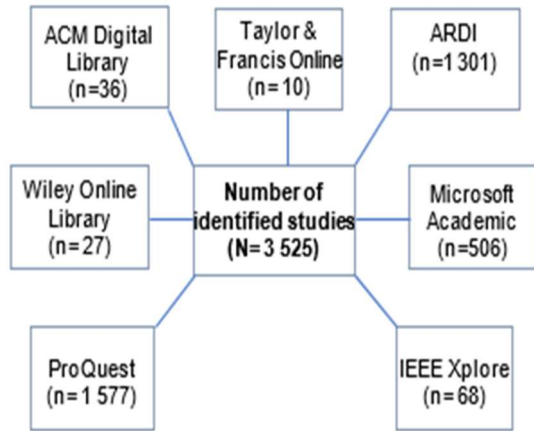 ACM Digital
Library
(n=36)
Taylor &
Francis Online
(n=10)
ARDI
(n=1 301)
Wiley Online
Library
(n=27)
Number of
identified studies
(N=3 525)
Microsoft
Academic
(n=506)
ProQuest
(n=1 577)
IEEE Xplore
(n=68)